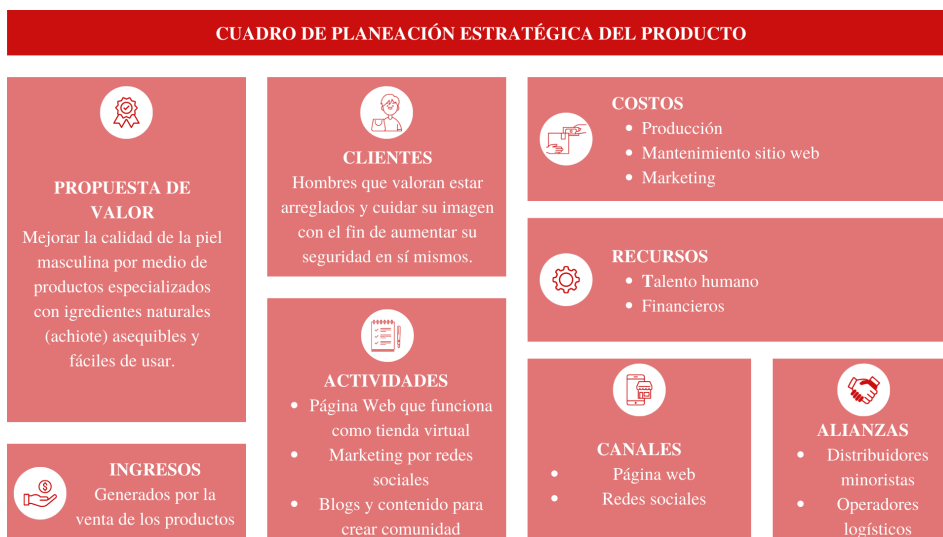 CUADRO DE PLANEACIÓN ESTRATÉGICA DEL PRODUCTO
PROPUESTA DE
VALOR
Mejorar la calidad de la piel
masculina por medio de
productos especializados
con igredientes naturales
(achiote) asequibles y
fáciles de usar.
INGRESOS
Generados por la
venta de los productos
CLIENTES
Hombres que valoran estar
arreglados y cuidar su imagen
con el fin de aumentar su
seguridad en sí mismos.
ACTIVIDADES
• Página Web que funciona
como tienda virtual
• Marketing por redes
sociales
• Blogs y contenido para
crear comunidad
COSTOS
• Producción
• Mantenimiento sitio web
• Marketing
RECURSOS
• Talento humano
• Financieros
CANALES
• Página web
• Redes sociales
ALIANZAS
• Distribuidores
minoristas
• Operadores
logísticos